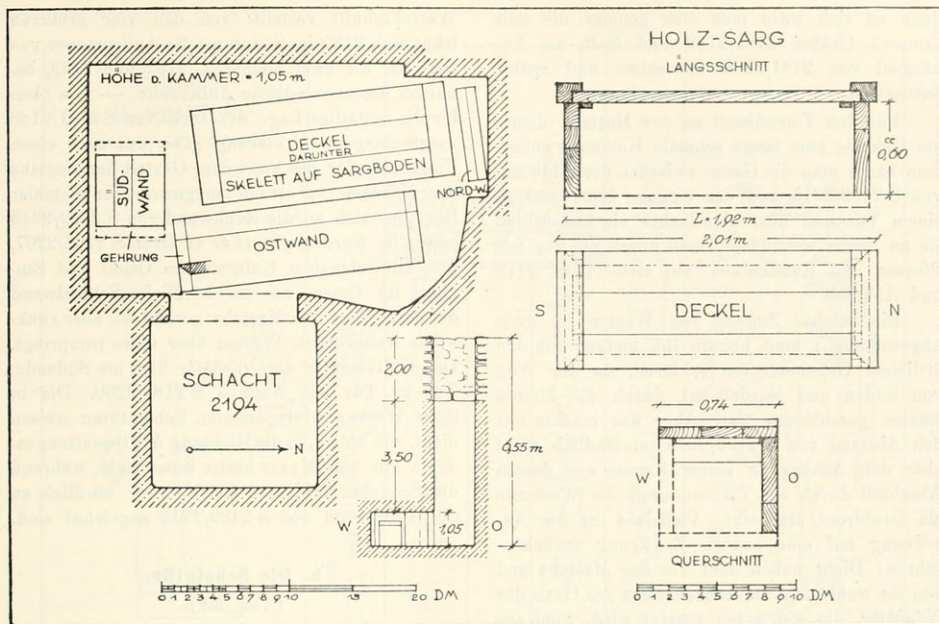 HÖHE D. KAMMER = 1,05 m
SÜD-
WAND
DECKEL
DARUNTER
SKELETT AUF SARGBODEN
NORD-W.
GEHRUNG
OSTWAND
SCHACHT
2194
N
2,00
3,50
4,55 m
W
1,05
O
0 1 2 3 4 5 6 7 8 9 10 15 20 DM
HOLZ-SARG
LÄNGSSCHNITT
cc
0,60
L = 1,92 m
2,01 m
S
DECKEL
N
0,74
W
O
QUERSCHNITT
0 1 2 3 4 5 6 7 8 9 10 DM